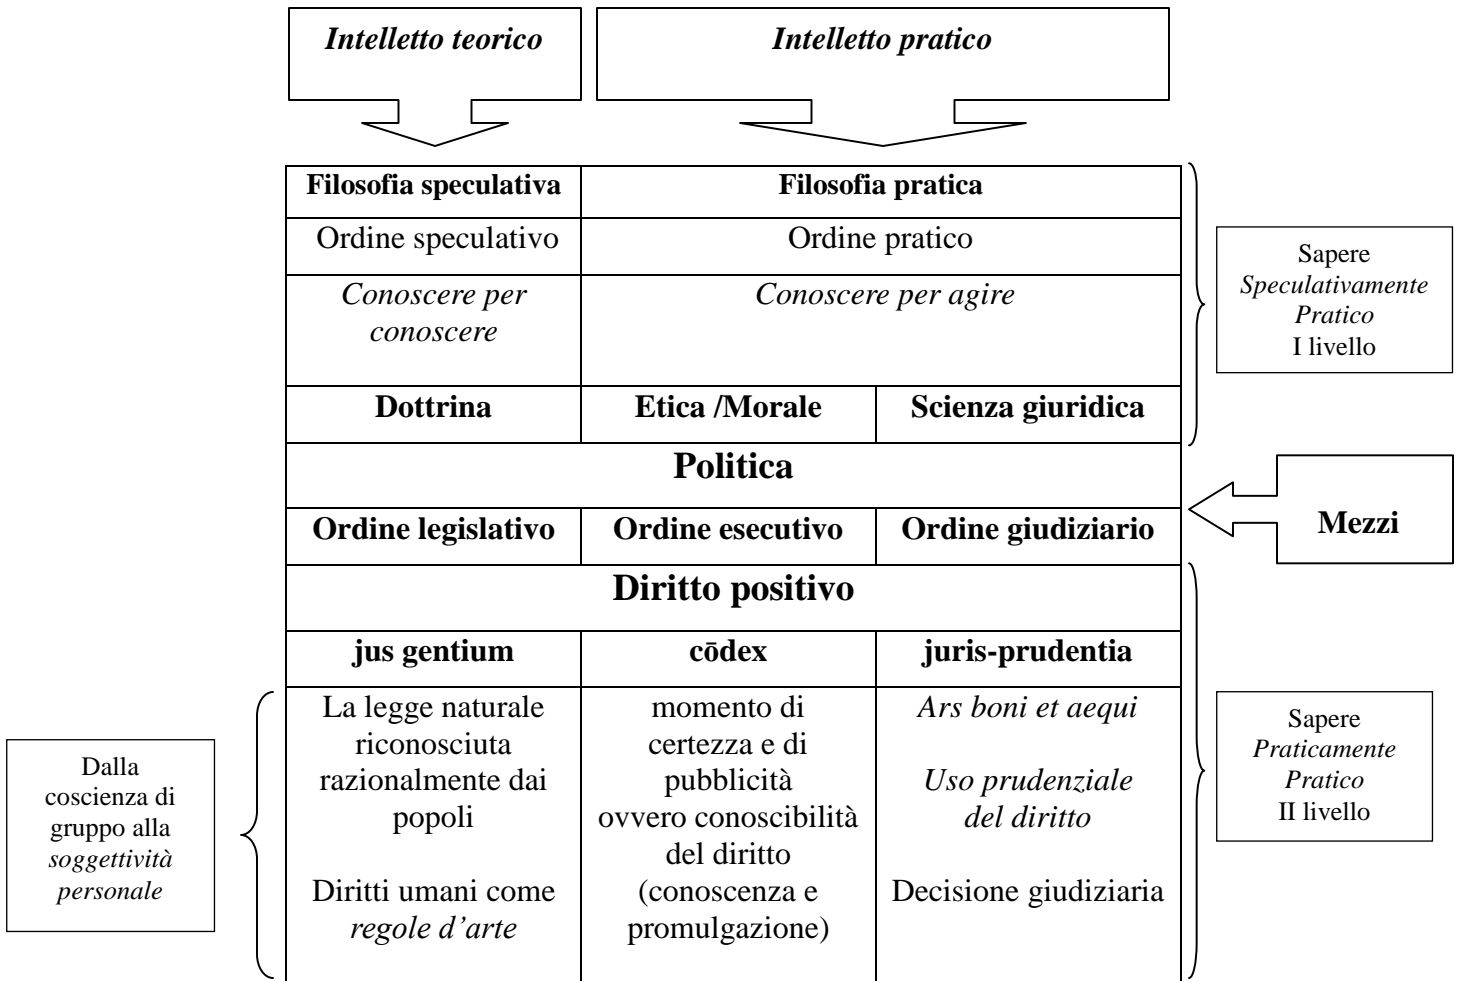 Intelletto teorico
Intelletto pratico
Filosofia speculativa
Filosofia pratica
Ordine speculativo
Ordine pratico
Conoscere per
conoscere
Conoscere per agire
Sapere
Speculativamente
Pratico
I livello
Dottrina
Etica /Morale
Scienza giuridica
Politica
Mezzi
Ordine legislativo
Ordine esecutivo
Ordine giudiziario
Diritto positivo
jus gentium
cōdex
juris-prudentia
Dalla
coscienza di
gruppo alla
soggettività
personale
La legge naturale
riconosciuta
razionalmente dai
popoli
Diritti umani come
regole d’arte
momento di
certezza e di
pubblicità
ovvero conoscibilità
del diritto
(conoscenza e
promulgazione)
Ars boni et aequi
Uso prudenziale
del diritto
Decisione giudiziaria
Sapere
Praticamente
Pratico
II livello